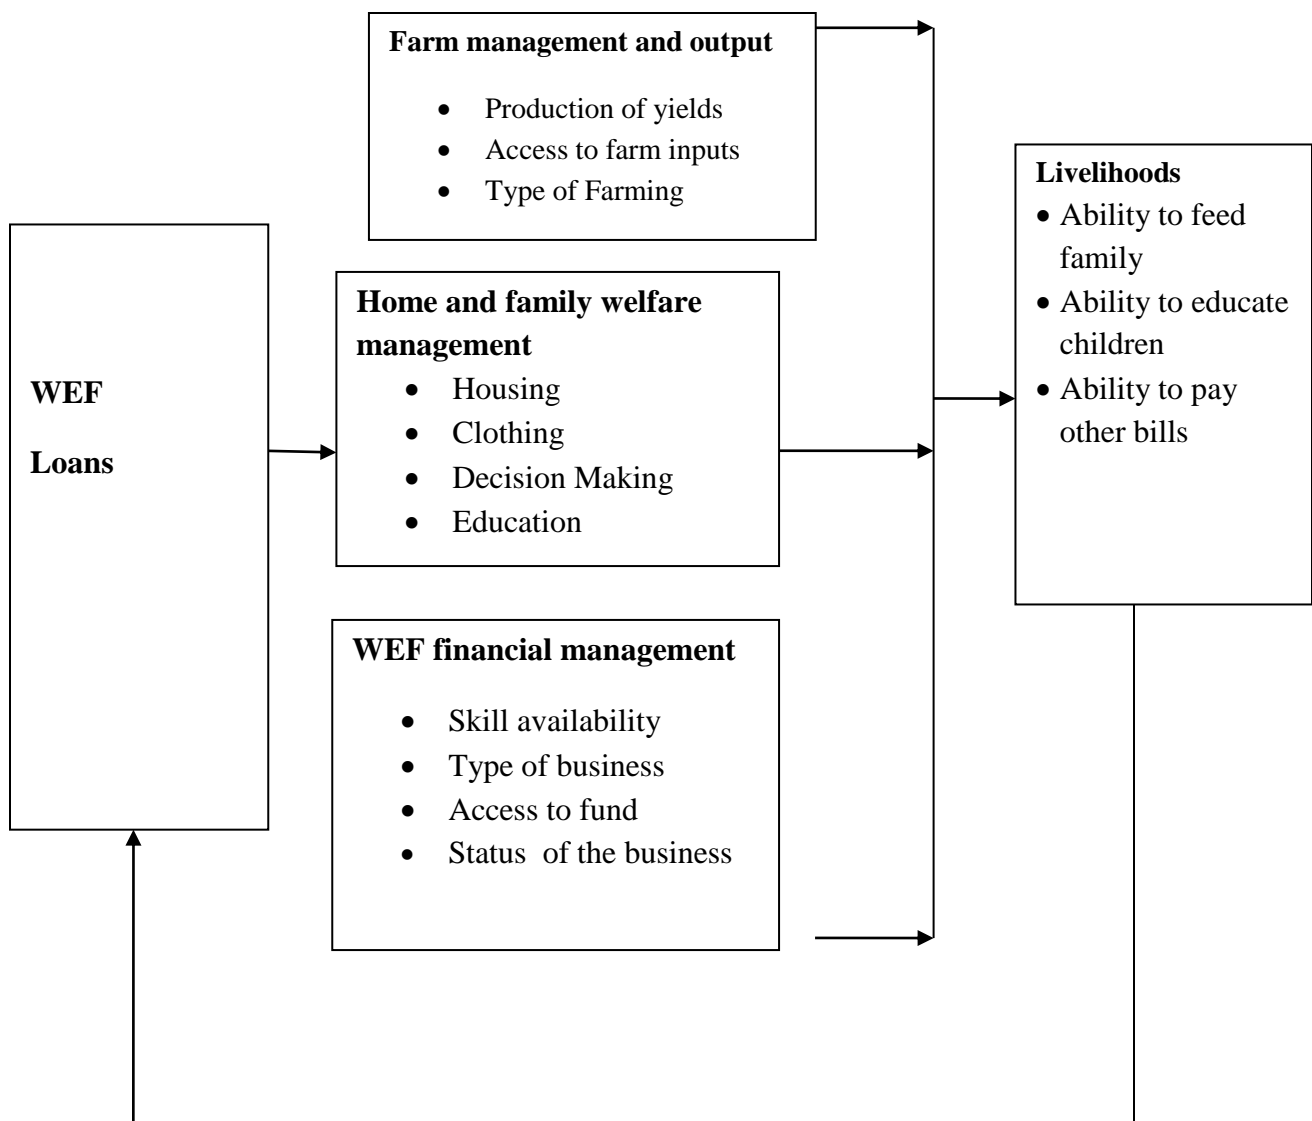 Farm management and output
• Production of yields
• Access to farm inputs
• Type of Farming
WEF
Loans
Home and family welfare
management
• Housing
• Clothing
• Decision Making
• Education
WEF financial management
• Skill availability
• Type of business
• Access to fund
• Status  of the business
Livelihoods
• Ability to feed
family
• Ability to educate
children
• Ability to pay
other bills